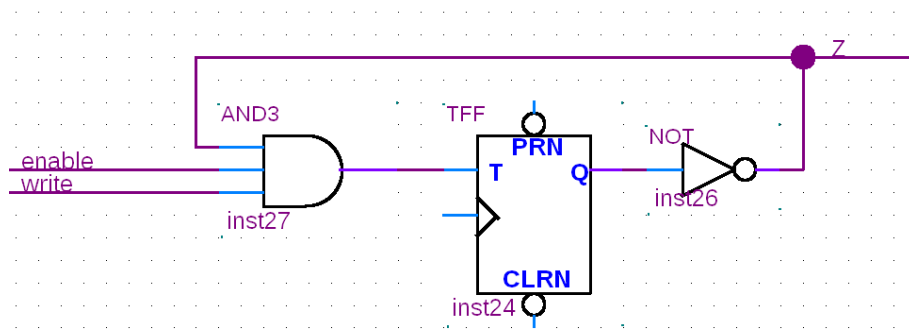 Z
AND3
TFF
NOT
PRN
enable
T
Q
write
inst26
inst27
CLRN
inst24